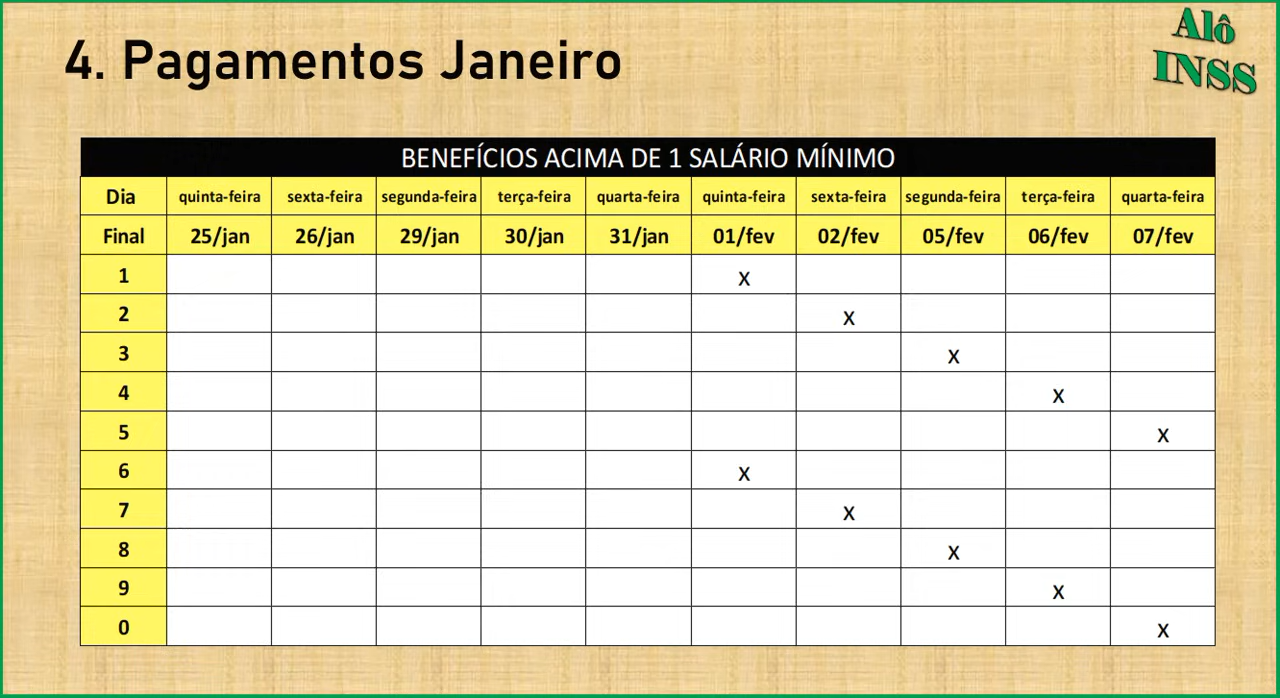 4. Pagamentos Janeiro
Alô
INSS
BENEFÍCIOS ACIMA DE 1 SALÁRIO MÍNIMO
Dia quinta-feira sexta-feira segunda-feira terça-feira quarta-feira quinta-feira sexta-feira segunda-feira terça-feira quarta-feira
Final 25/jan 26/jan 29/jan 30/jan 31/jan 01/fev 02/fev 05/fev 06/fev 07/fev
1 x
2 x
3 x
4 x
5 x
6 x
7 x
8 x
9 x
0 x